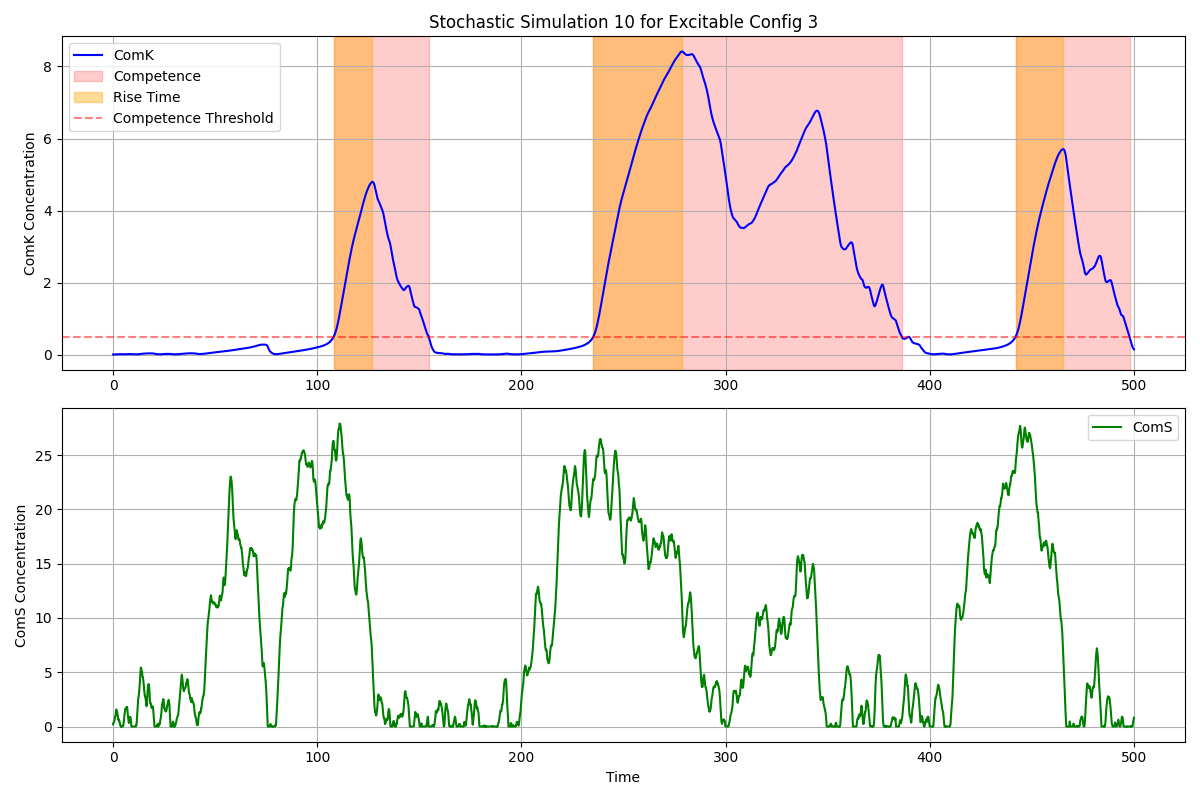 Stochastic Simulation 10 for Excitable Config 3
ComK
Competence
Rise Time
Competence Threshold
ComK Concentration
8
6
4
2
0
0 100 200 300 400 500
ComS
ComS Concentration
25
20
15
10
5
0
0 100 200 300 400 500
Time